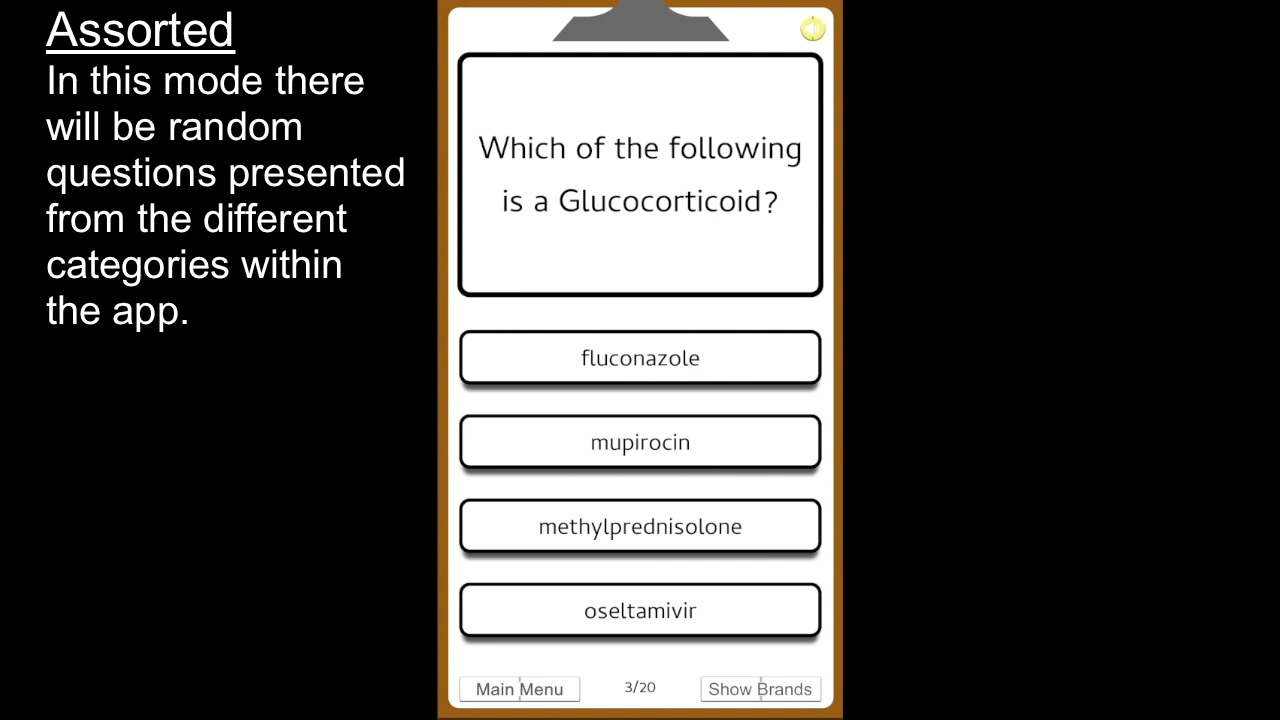 Assorted
In this mode there
will be random
questions presented
from the different
categories within
the app.
Which of the following
is a Glucocorticoid?
fluconazole
mupirocin
methylprednisolone
oseltamivir
Main Menu
3/20
Show Brands